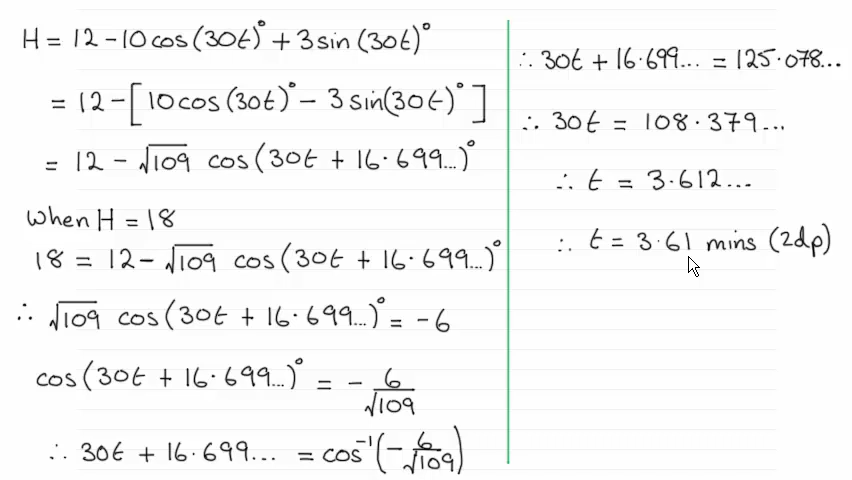 H = 12 - 10cos(30t)° + 3sin(30t)°
= 12 - [10cos(30t)° - 3sin(30t)°]
= 12 - √109 cos(30t + 16.699...)°
When H = 18
18 = 12 - √109 cos(30t + 16.699...)°
∴ √109 cos(30t + 16.699...)° = -6
cos(30t + 16.699...)° = - 6/√109
∴ 30t + 16.699... = cos⁻¹(-6/√109)
∴ 30t + 16.699... = 125.078...
∴ 30t = 108.379...
∴ t = 3.612...
∴ t = 3.61 mins (2dp)